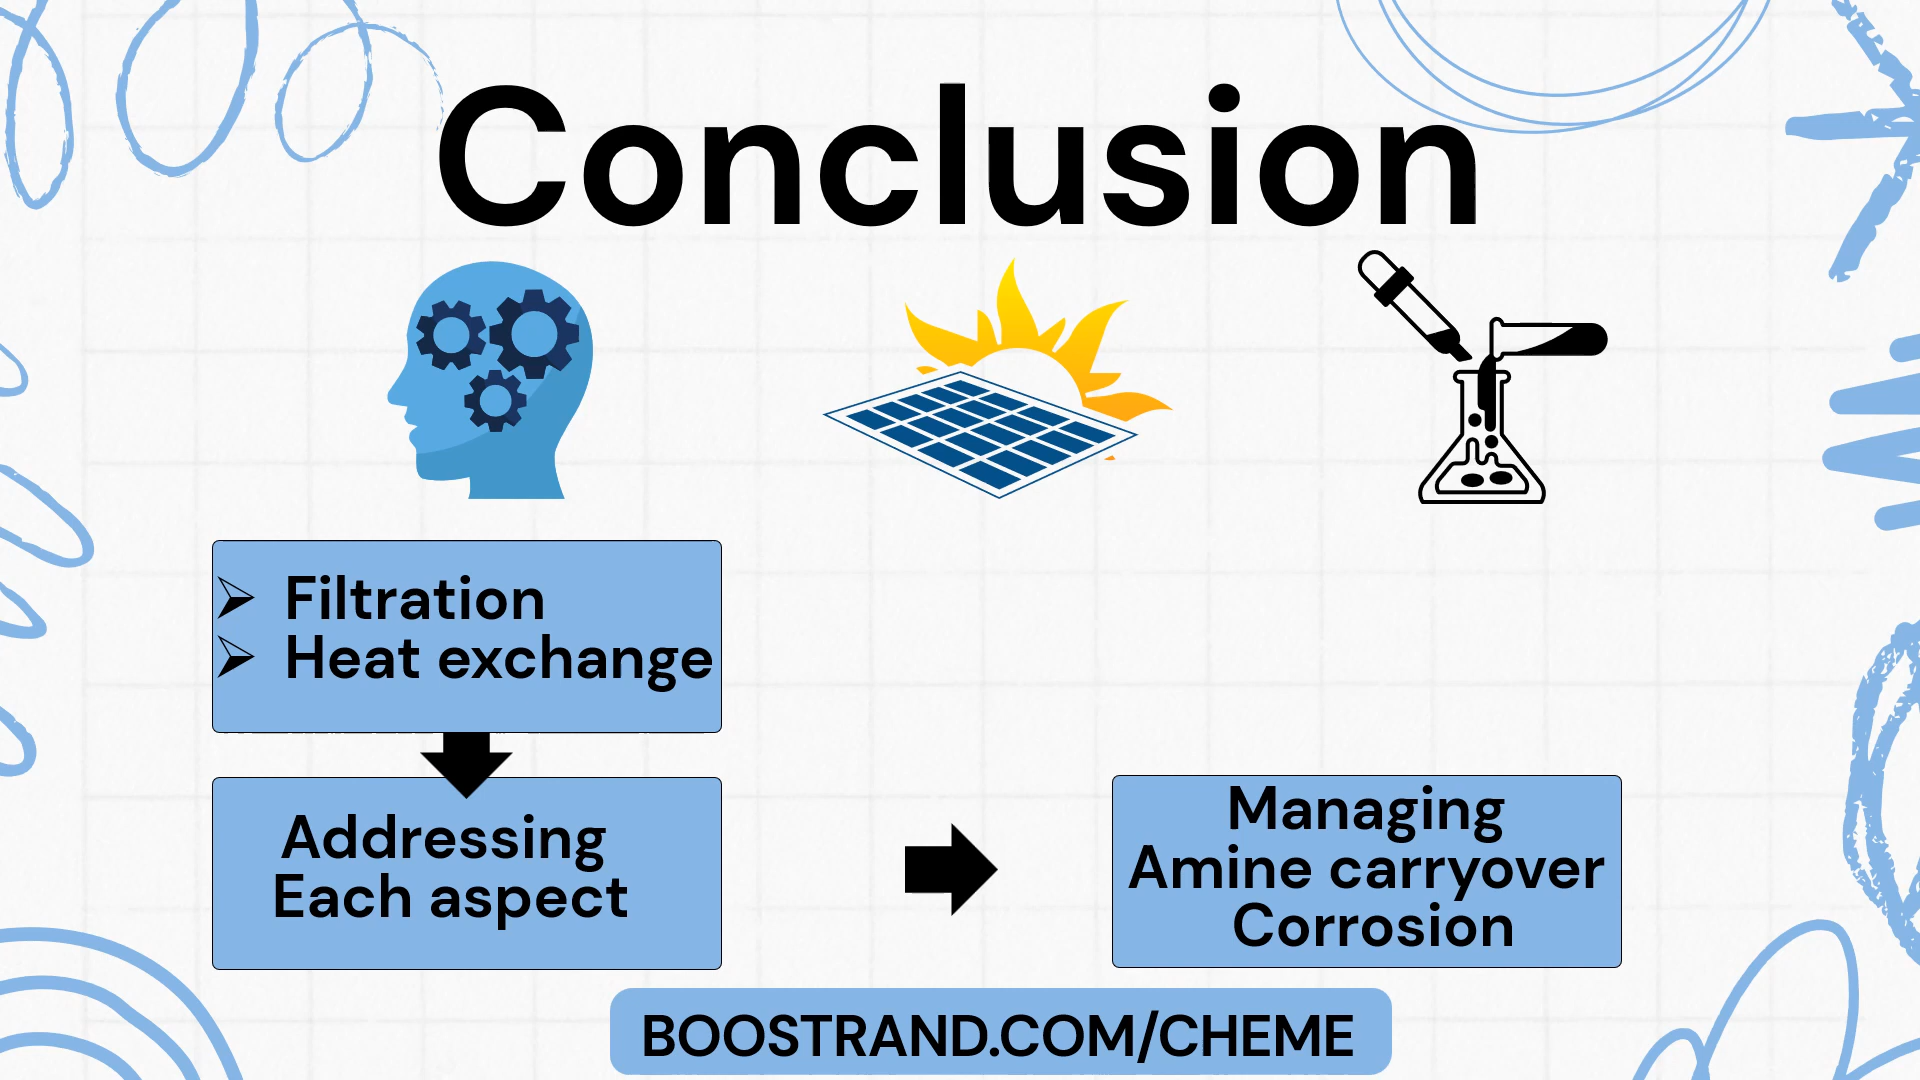 Conclusion
➢ Filtration
➢ Heat exchange
Addressing
Each aspect
Managing
Amine carryover
Corrosion
BOOSTRAND.COM/CHEME